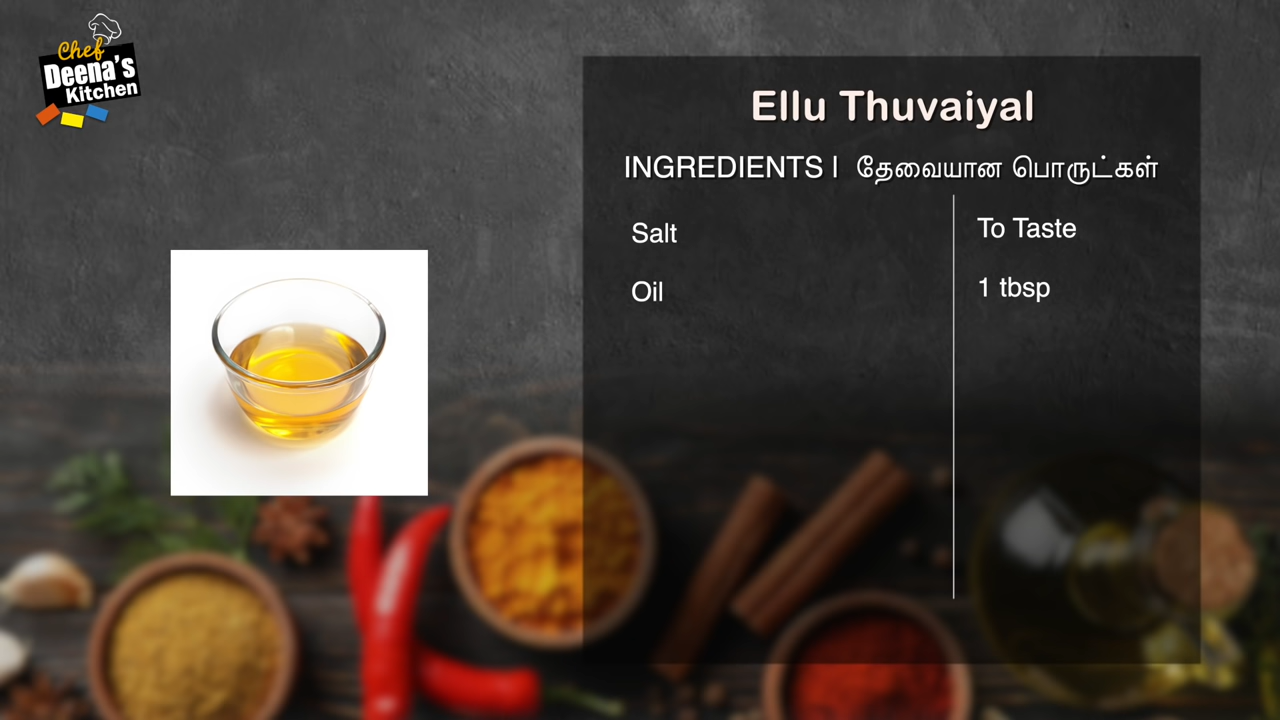 Chef
Deena's
Kitchen
Ellu Thuvaiyal
INGREDIENTS | தேவையான பொருட்கள்
Salt To Taste
Oil 1 tbsp